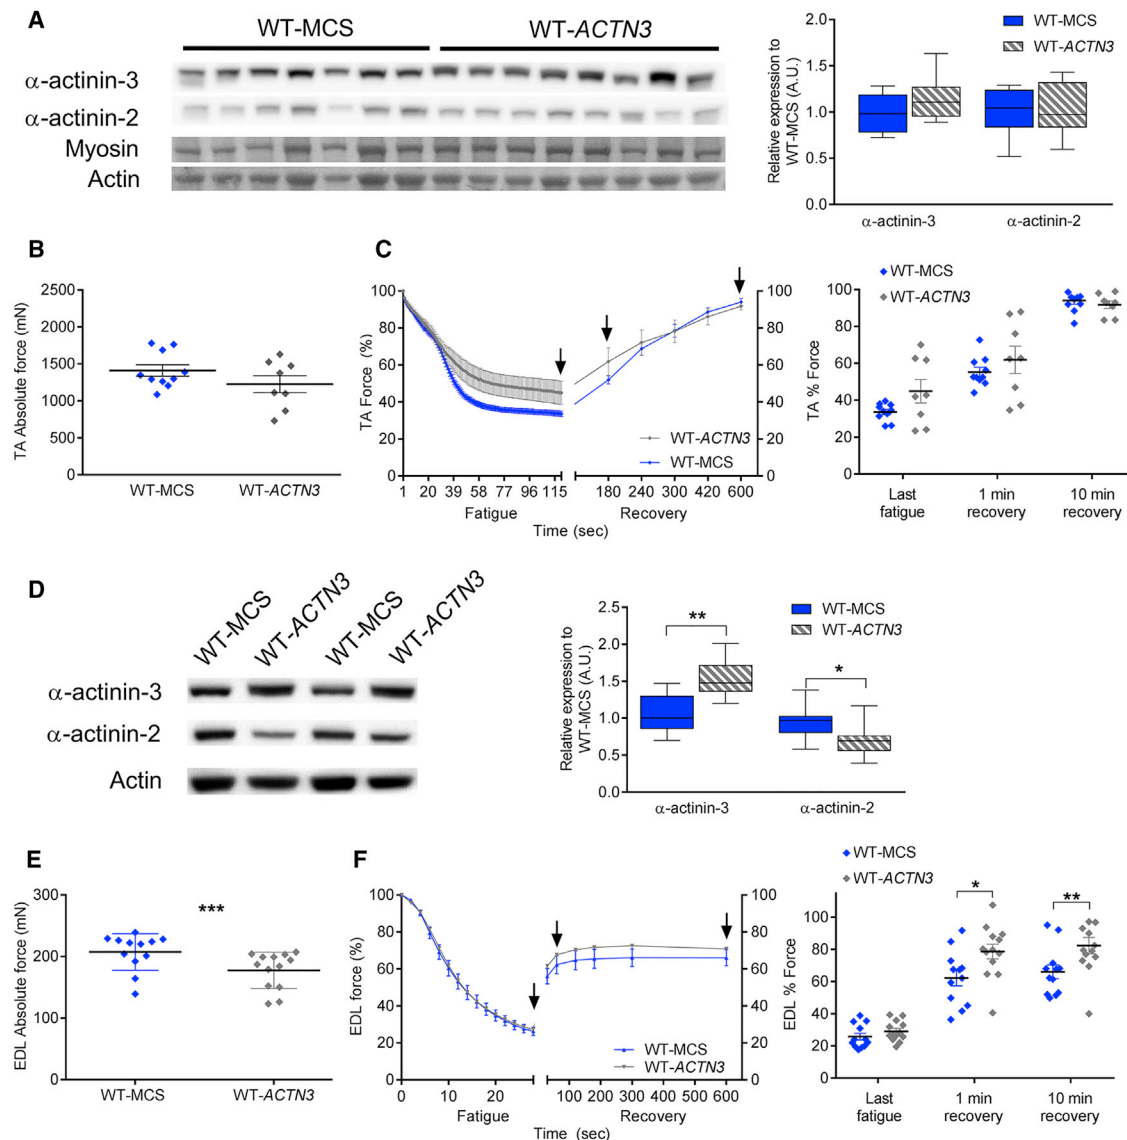 A
WT-MCS
WT-ACTN3
α-actinin-3
α-actinin-2
Myosin
Actin
Relative expression to
WT-MCS (A.U.)
2.0
1.5
1.0
0.5
0.0
α-actinin-3
α-actinin-2
WT-MCS
WT-ACTN3
B
TA Absolute force (mN)
2500
2000
1500
1000
500
0
WT-MCS
WT-ACTN3
C
TA Force (%)
100
80
60
40
20
0
100
80
60
40
20
0
WT-ACTN3
WT-MCS
1 20 39 58 77 96 115
180 240 300 420 600
Fatigue
Recovery
Time (sec)
WT-MCS
WT-ACTN3
TA % Force
100
80
60
40
20
0
Last
fatigue
1 min
recovery
10 min
recovery
D
WT-MCS
WT-ACTN3
WT-MCS
WT-ACTN3
α-actinin-3
α-actinin-2
Actin
Relative expression to
WT-MCS (A.U.)
2.5
2.0
1.5
1.0
0.5
0.0
**
*
WT-MCS
WT-ACTN3
α-actinin-3
α-actinin-2
E
EDL Absolute force (mN)
300
200
100
0
***
WT-MCS
WT-ACTN3
F
EDL force (%)
100
80
60
40
20
0
100
80
60
40
20
0
WT-MCS
WT-ACTN3
0 10 20
100 200 300 400 500 600
Fatigue
Recovery
Time (sec)
WT-MCS
WT-ACTN3
EDL % Force
100
80
60
40
20
0
*
**
Last
fatigue
1 min
recovery
10 min
recovery